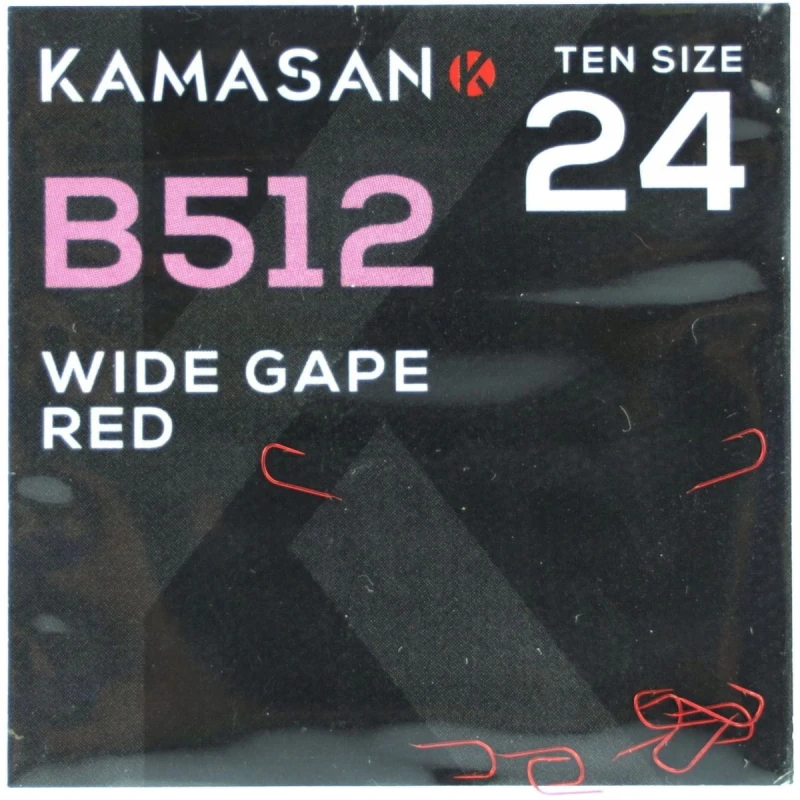 KAMASAN
TEN SIZE
24
B512
WIDE GAPE
RED